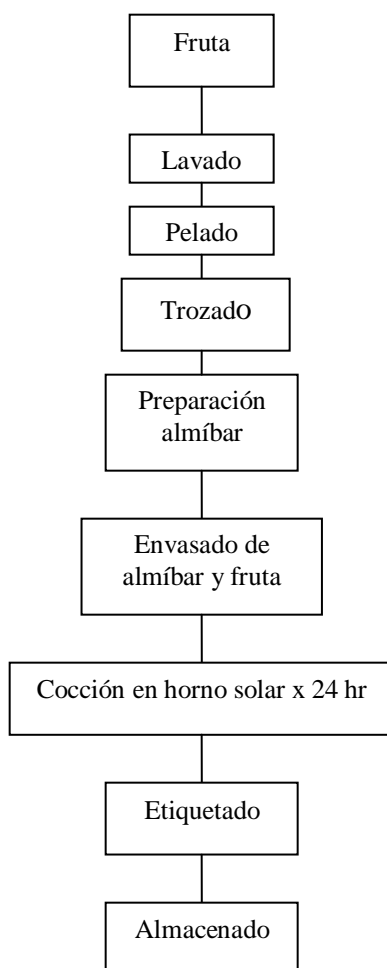 Fruta
Lavado
Pelado
Trozado
Preparación
almíbar
Envasado de
almíbar y fruta
Cocción en horno solar x 24 hr
Etiquetado
Almacenado